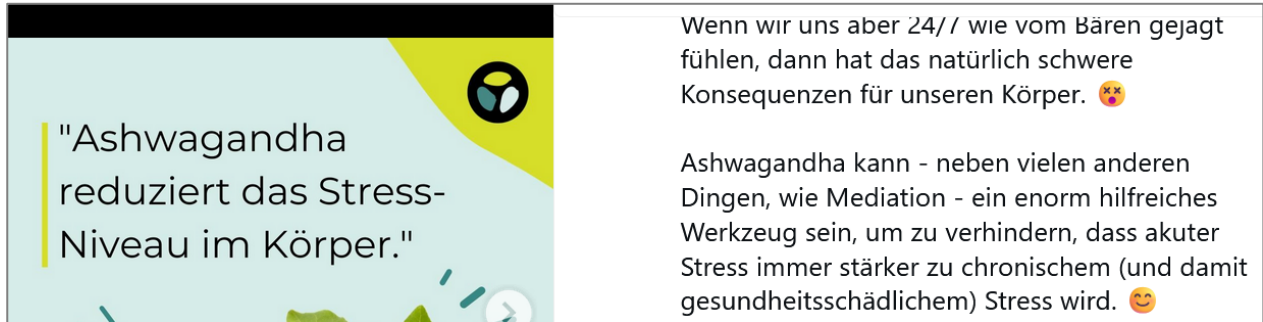 "Ashwagandha
reduziert das Stress-
Niveau im Körper."
Wenn wir uns aber 24/7 wie vom Bären gejagt
fühlen, dann hat das natürlich schwere
Konsequenzen für unseren Körper. 😵
Ashwagandha kann - neben vielen anderen
Dingen, wie Mediation - ein enorm hilfreiches
Werkzeug sein, um zu verhindern, dass akuter
Stress immer stärker zu chronischem (und damit
gesundheitsschädlichem) Stress wird. 😊